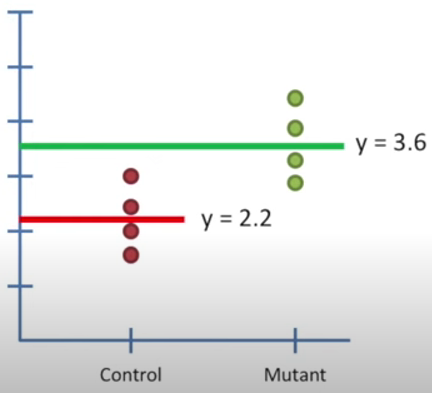 y = 3.6
y = 2.2
Control
Mutant